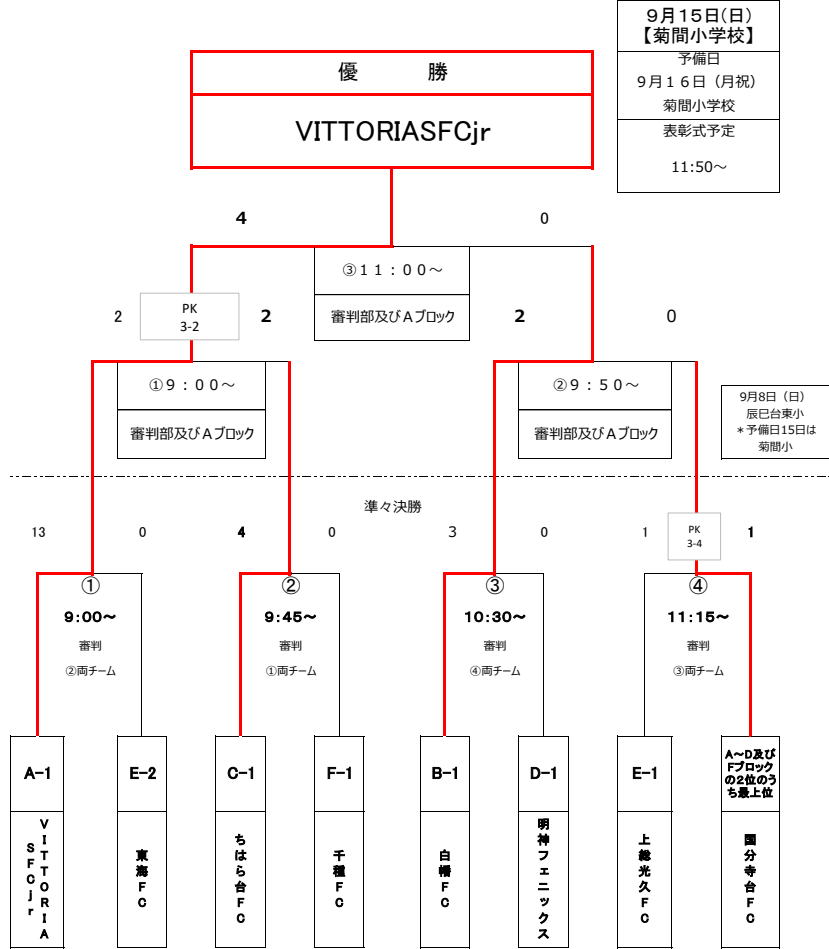 9月15日(日)
【菊間小学校】
予備日
9月16日（月祝）
菊間小学校
表彰式予定
11:50～
優　　勝
VITTORIASFCjr
4
0
③11：00～
審判部及びAブロック
2
PK
3-2
2
2
0
①9：00～
審判部及びAブロック
②9：50～
審判部及びAブロック
9月8日（日）
辰巳台東小
＊予備日15日は
菊間小
準々決勝
13
0
4
0
3
0
1
PK
3-4
1
①
②
③
④
9:00～
9:45～
10:30～
11:15～
審判
審判
審判
審判
②両チーム
①両チーム
④両チーム
③両チーム
A-1
E-2
C-1
F-1
B-1
D-1
E-1
A～D及び
Fブロック
の2位のう
ち最上位
VITTORIA
SFCjr
東海FC
ちはら台FC
千種FC
白幡FC
明神フェニックス
上総光久FC
国分寺台FC